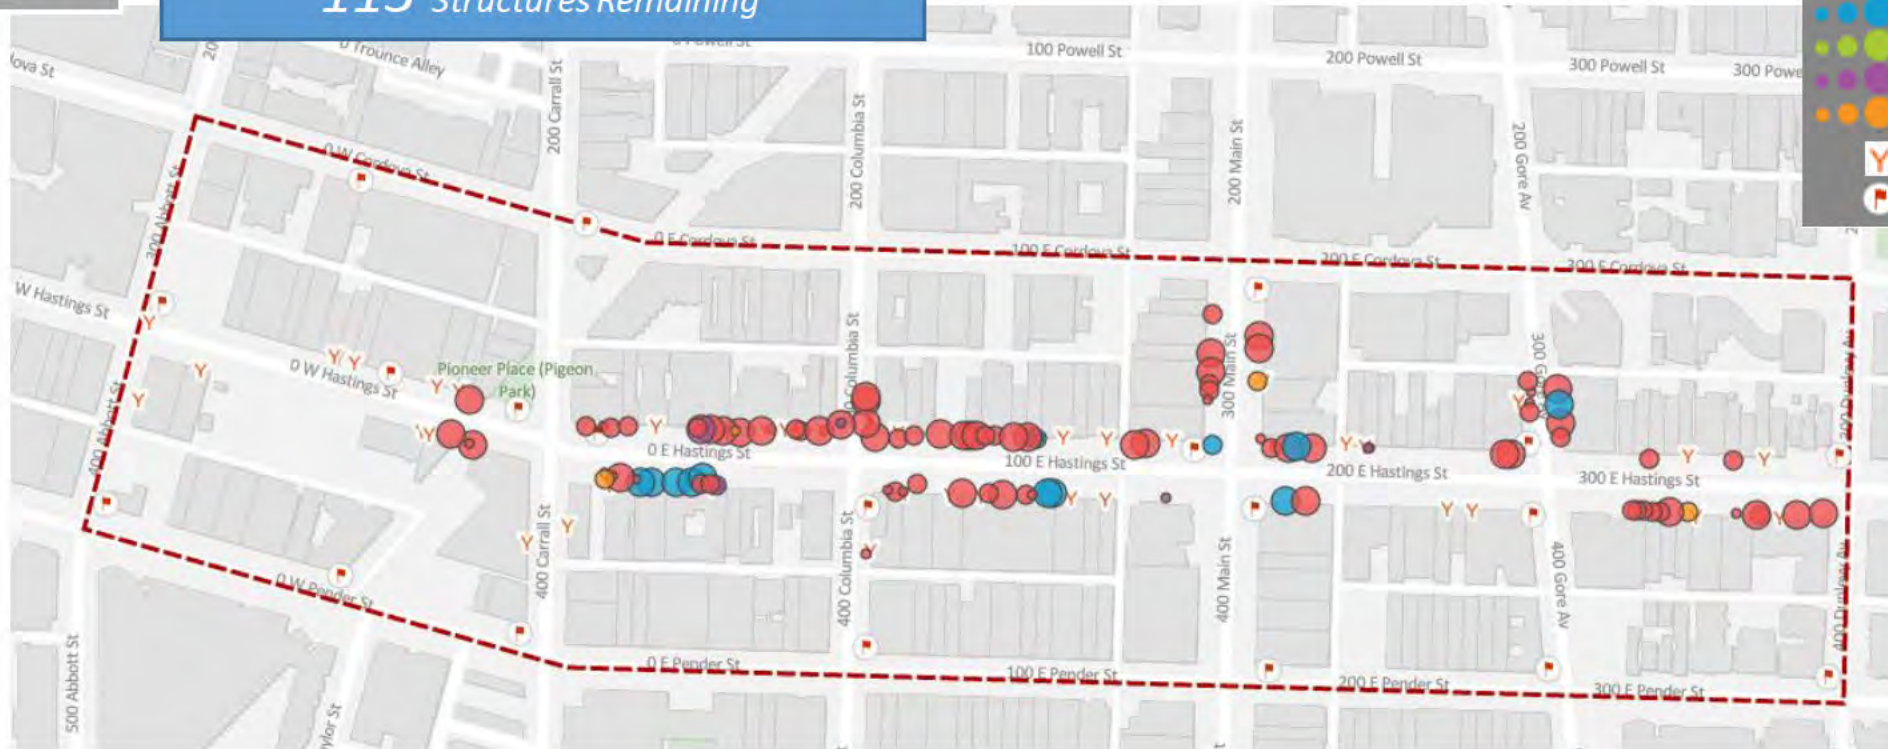 115 Structures Remaining
0 Trounce Alley
0 Powell St
100 Powell St
200 Powell St
300 Powell St
300 Powe
ova St
200 Carrall St
200 Columbia St
200 Main St
200 Gore Av
0 W Cordova St
300 Abbott St
0 E Cordova St
100 E Cordova St
200 E Cordova St
300 E Cordova St
W Hastings St
0 W Hastings St
Pioneer Place (Pigeon
Park)
Columbia St
300 Main St
0 E Hastings St
100 E Hastings St
200 E Hastings St
300 E Hastings St
400 Abbott St
400 Carrall St
400 Columbia St
400 Main St
400 Gore Av
400 Dunlevy Av
0 W Pender St
0 E Pender St
100 E Pender St
200 E Pender St
300 E Pender St
500 Abbott St
ylor St